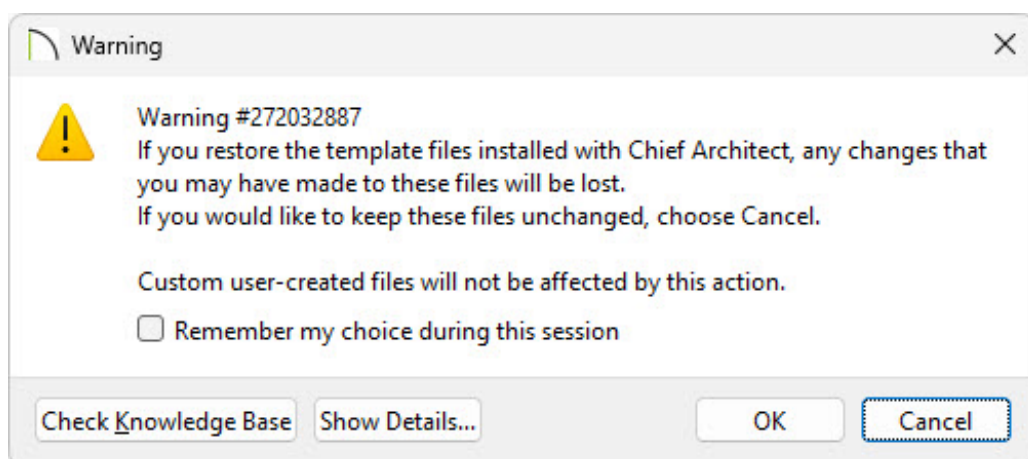 Warning
Warning #272032887
If you restore the template files installed with Chief Architect, any changes that
you may have made to these files will be lost.
If you would like to keep these files unchanged, choose Cancel.
Custom user-created files will not be affected by this action.
Remember my choice during this session
Check Knowledge Base Show Details... OK Cancel